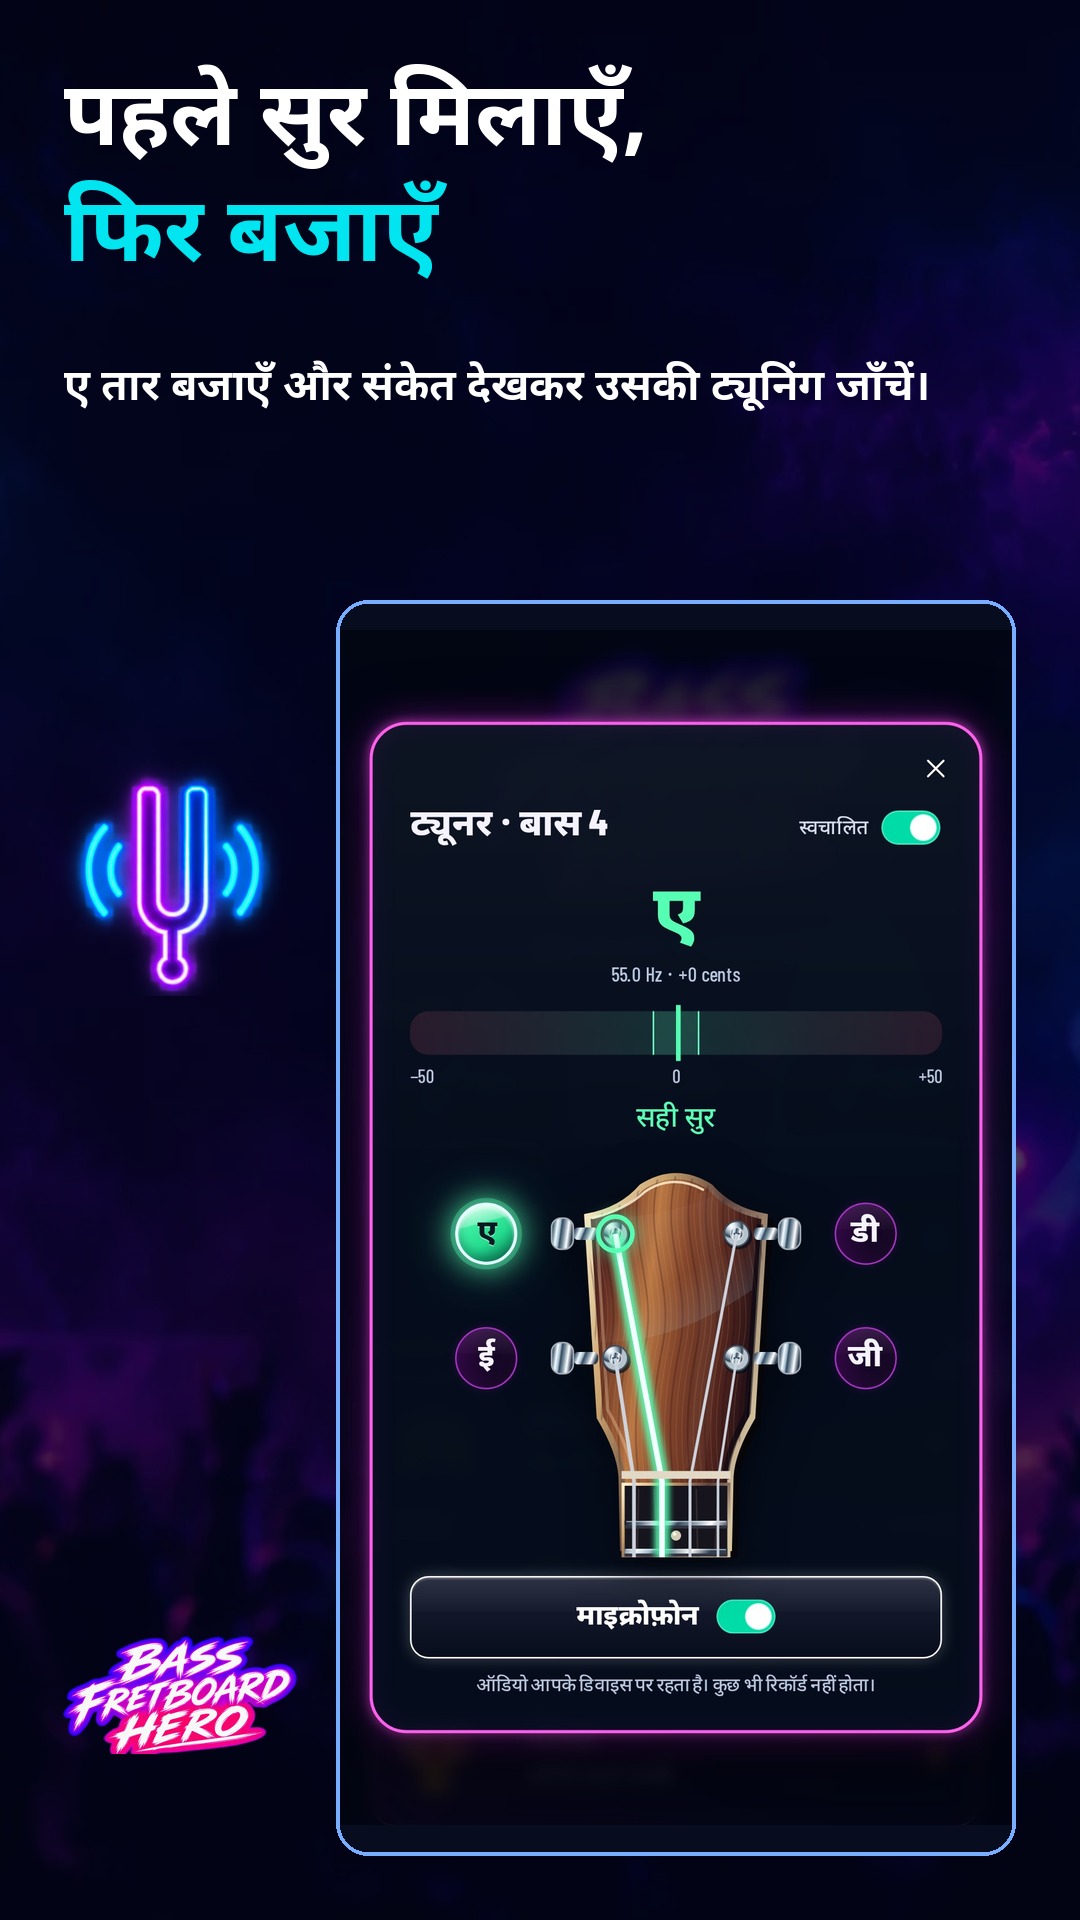 पहले सुर मिलाएँ,
फिर बजाएँ
ए तार बजाएँ और संकेत देखकर उसकी ट्यूनिंग जाँचें।
BASS
ट्यूनर · बास 4
स्वचालित
ए
55.0 Hz · +0 cents
−50 0 +50
सही सुर
ए डी
ई जी
माइक्रोफ़ोन
ऑडियो आपके डिवाइस पर रहता है। कुछ भी रिकॉर्ड नहीं होता।
BASS
FRETBOARD
HERO